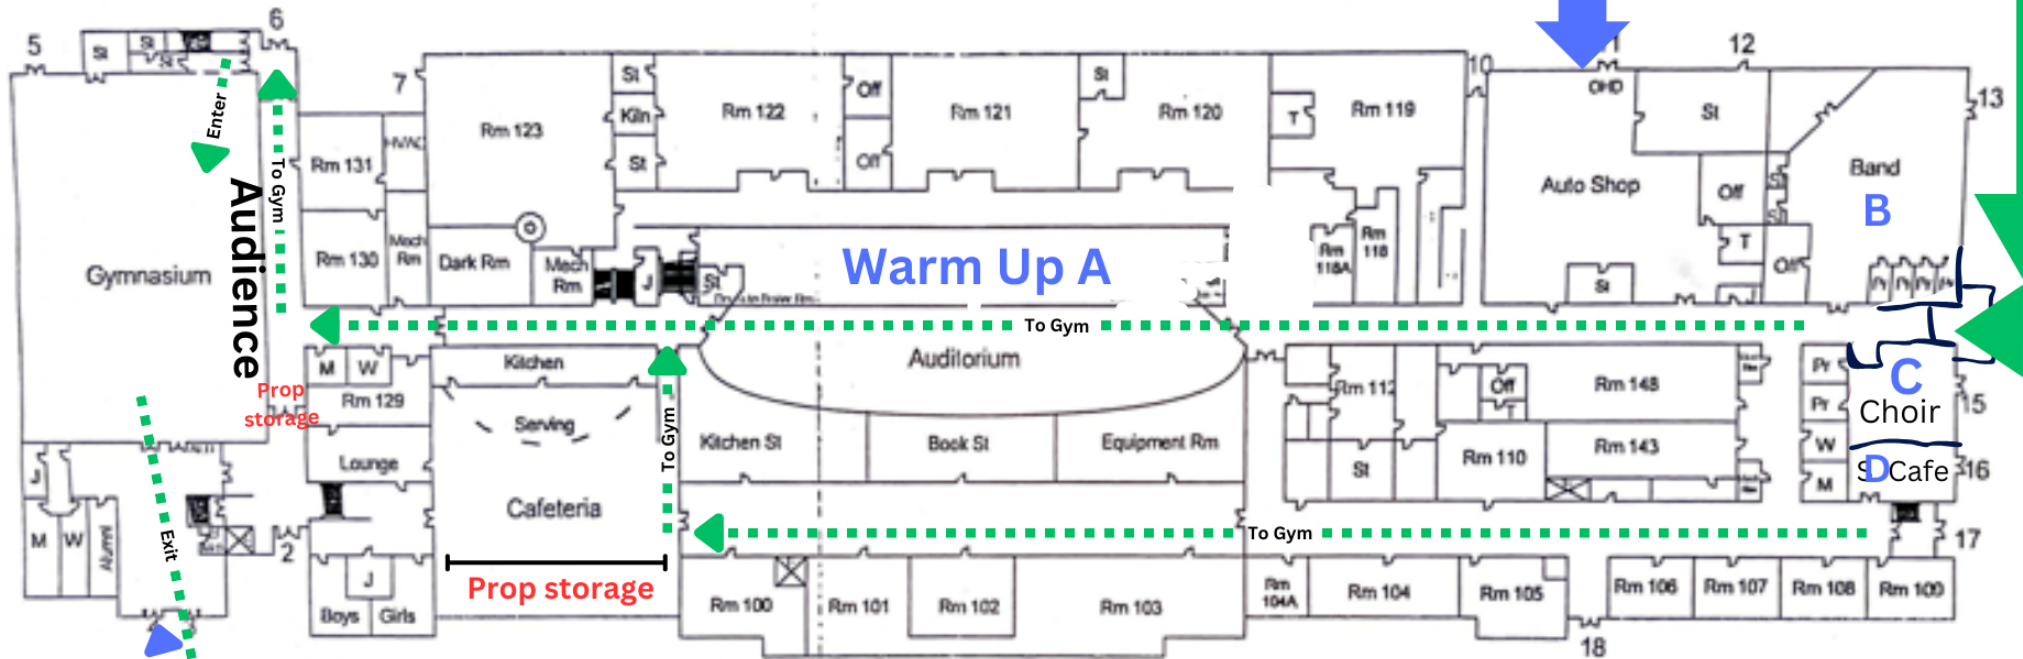 5
6
7
10
11
12
13
St
St
St
OHD
Enter
To Gym
Audience
Gymnasium
Rm 131
HVAC
Rm 130
Mech
Rm
Rm 123
Dark Rm
Mech
Rm
J
St
St
Kiln
St
Rm 122
Off
Off
Rm 121
St
Rm 120
T
Rm 119
Rm
118A
Rm
118
Warm Up A
Auto Shop
St
St
Off
T
Off
Band
B
To Gym
Auditorium
Prop
storage
M
W
Rm 129
Lounge
Kitchen
Serving
Cafeteria
To Gym
Kitchen St
Book St
Equipment Rm
Rm 112
St
Off
T
Rm 110
Rm 148
Rm 143
Pr
Pr
W
M
C
Choir
15
D
S Cafe
16
17
To Gym
J
M
W
Alumni
Exit
2
J
Boys
Girls
Prop storage
Rm 100
Rm 101
Rm 102
Rm 103
Rm
104A
Rm 104
Rm 105
Rm 106
Rm 107
Rm 108
Rm 109
18